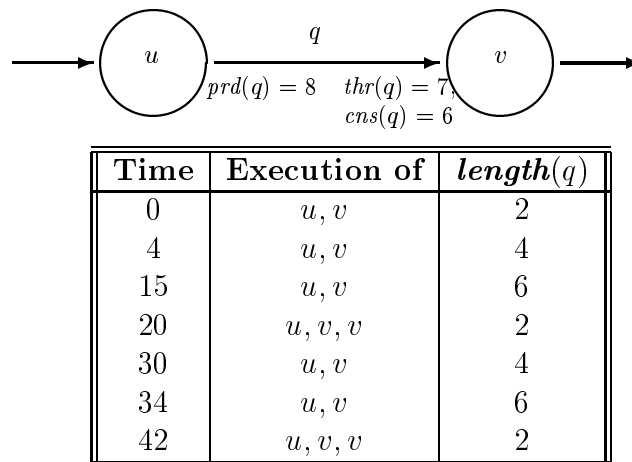 q
u
v
prd(q) = 8
thr(q) = 7,
cns(q) = 6
Time Execution of length(q)
0 u, v 2
4 u, v 4
15 u, v 6
20 u, v, v 2
30 u, v 4
34 u, v 6
42 u, v, v 2